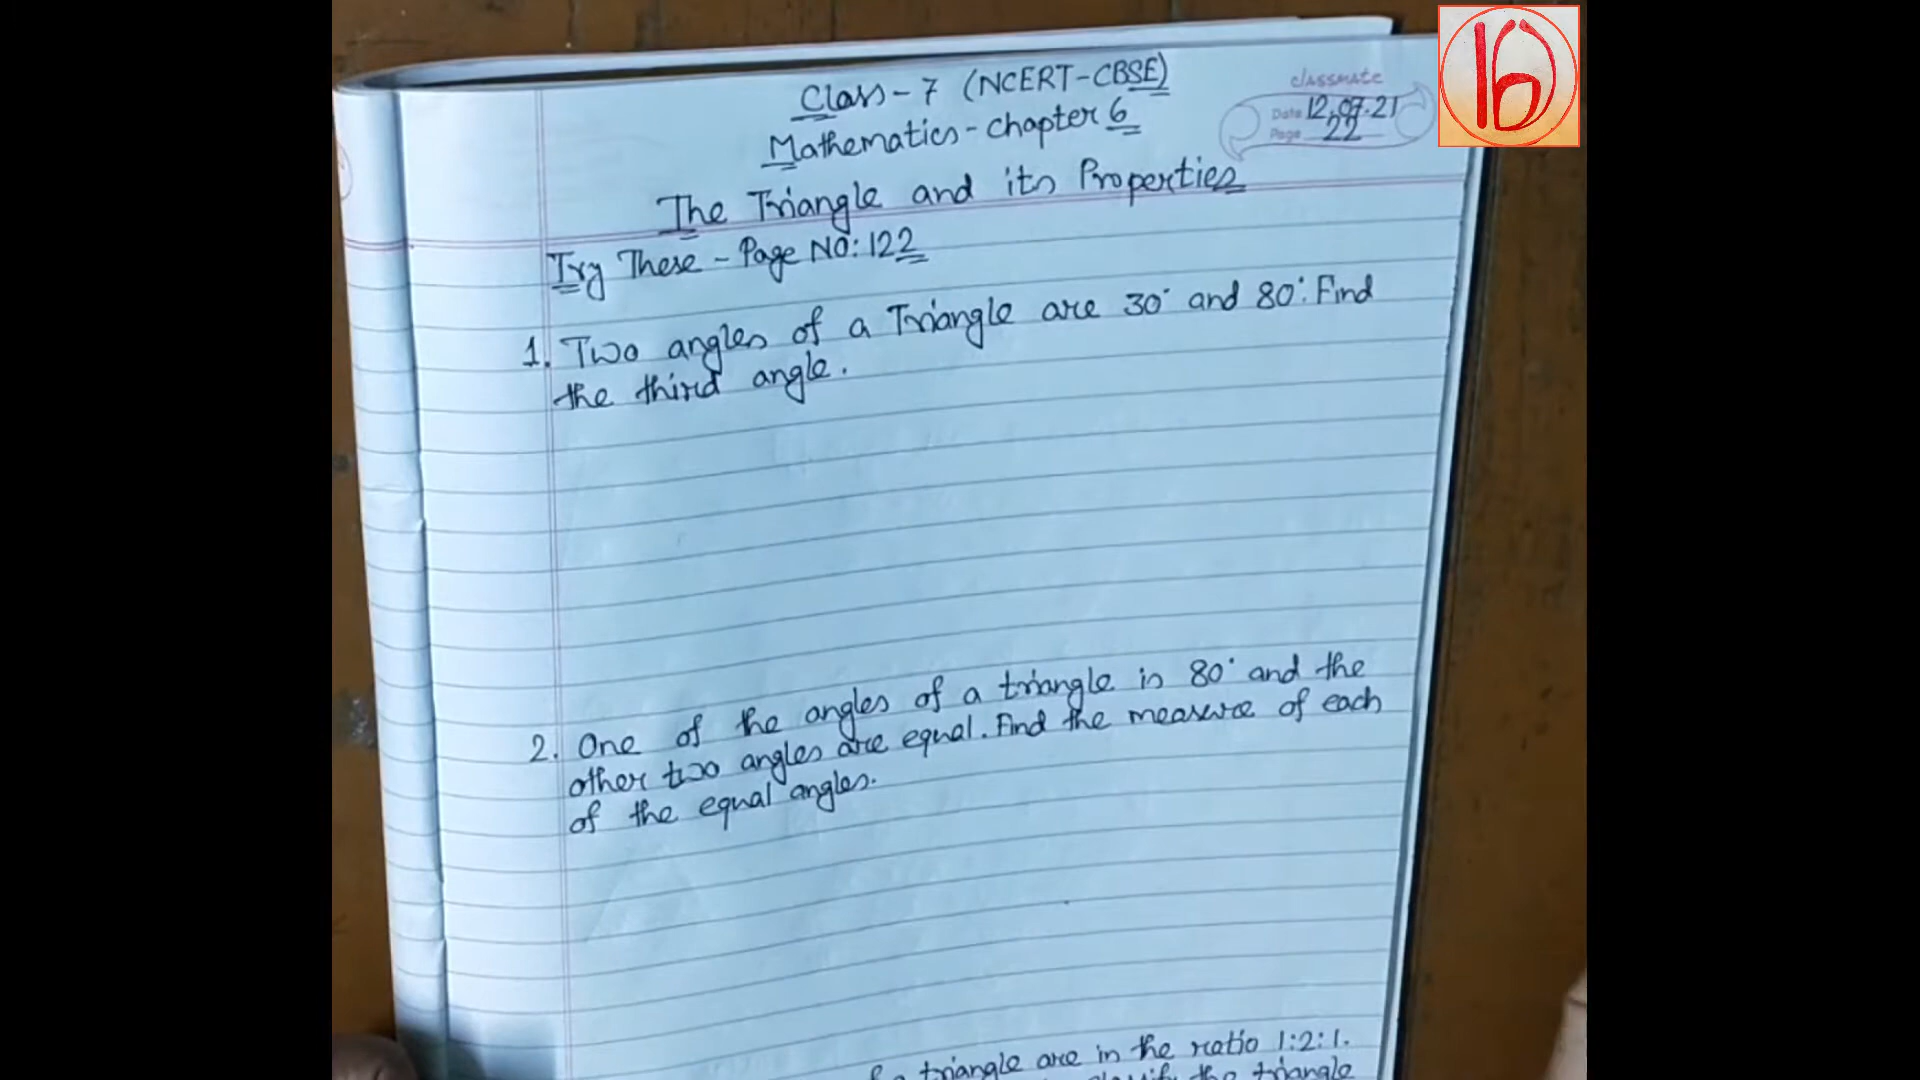 Class - 7 (NCERT-CBSE)
Mathematics - chapter 6
classmate
Date 12.07.21
Page 22
The Triangle and its Properties
Try These - Page NO: 122
1. Two angles of a Triangle are 30° and 80°. Find
the third angle.
2. One of the angles of a triangle is 80° and the
other two angles are equal. Find the measure of each
of the equal angles.
triangle are in the ratio 1:2:1.
the triangle